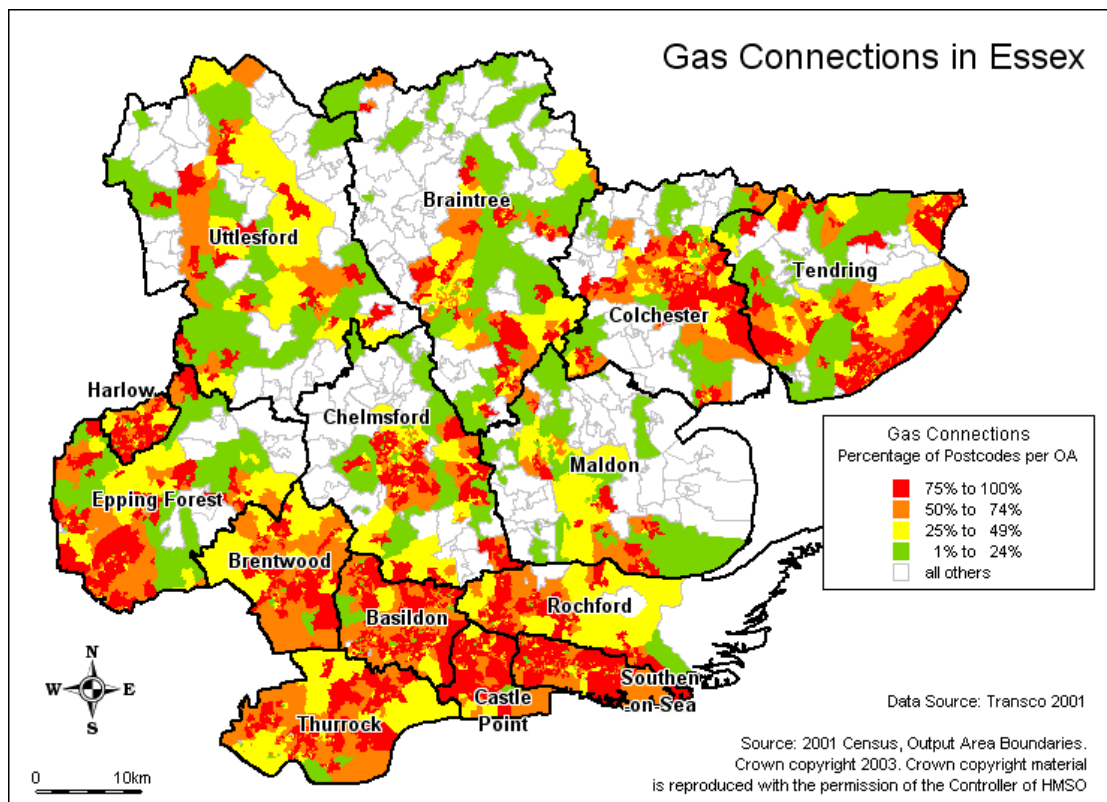 Gas Connections in Essex
Braintree
Uttlesford
Tendring
Colchester
Harlow
Chelmsford
Maldon
Epping Forest
Brentwood
Rochford
Basildon
Southen
-on-Sea
Castle
Point
Thurrock
Gas Connections
Percentage of Postcodes per OA
75% to 100%
50% to 74%
25% to 49%
1% to 24%
all others
N
W E
S
0 10km
Data Source: Transco 2001
Source: 2001 Census, Output Area Boundaries.
Crown copyright 2003. Crown copyright material
is reproduced with the permission of the Controller of HMSO